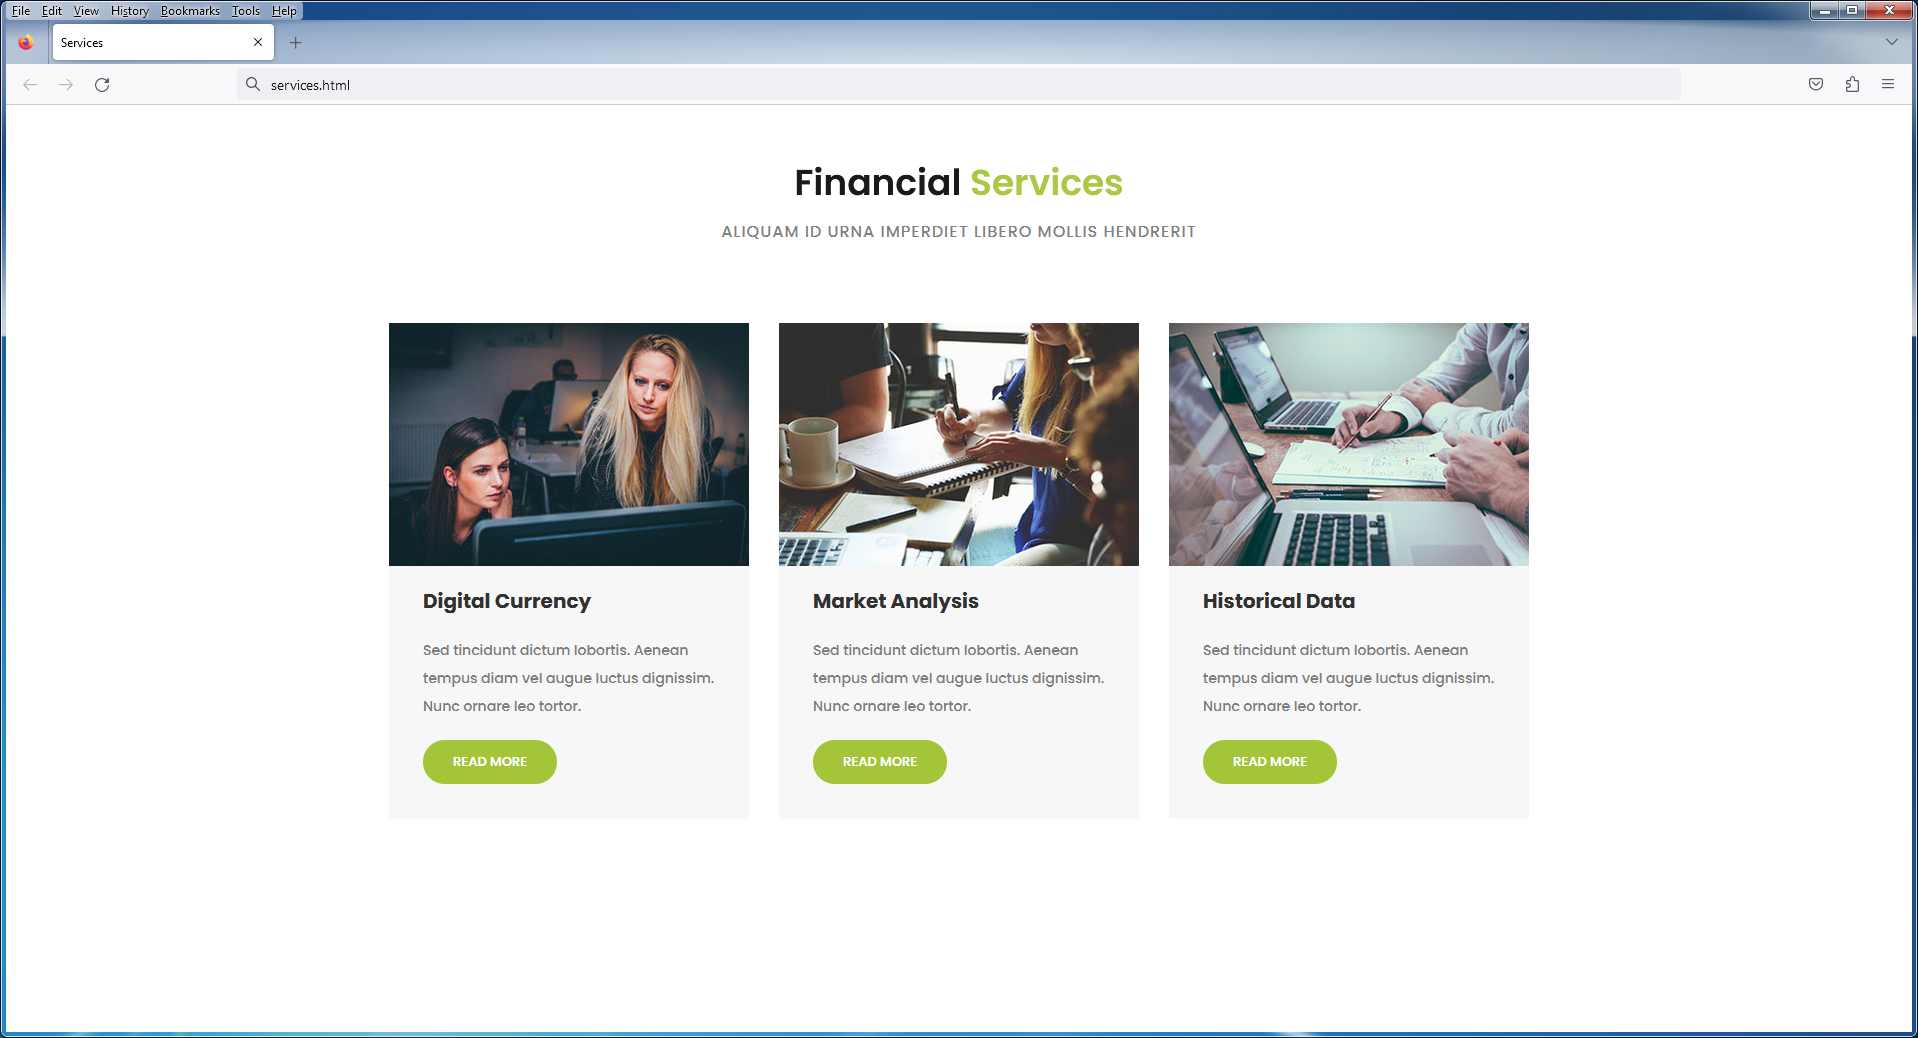 File Edit View History Bookmarks Tools Help
Services
services.html
Financial Services
ALIQUAM ID URNA IMPERDIET LIBERO MOLLIS HENDRERIT
Digital Currency
Sed tincidunt dictum lobortis. Aenean
tempus diam vel augue luctus dignissim.
Nunc ornare leo tortor.
READ MORE
Market Analysis
Sed tincidunt dictum lobortis. Aenean
tempus diam vel augue luctus dignissim.
Nunc ornare leo tortor.
READ MORE
Historical Data
Sed tincidunt dictum lobortis. Aenean
tempus diam vel augue luctus dignissim.
Nunc ornare leo tortor.
READ MORE